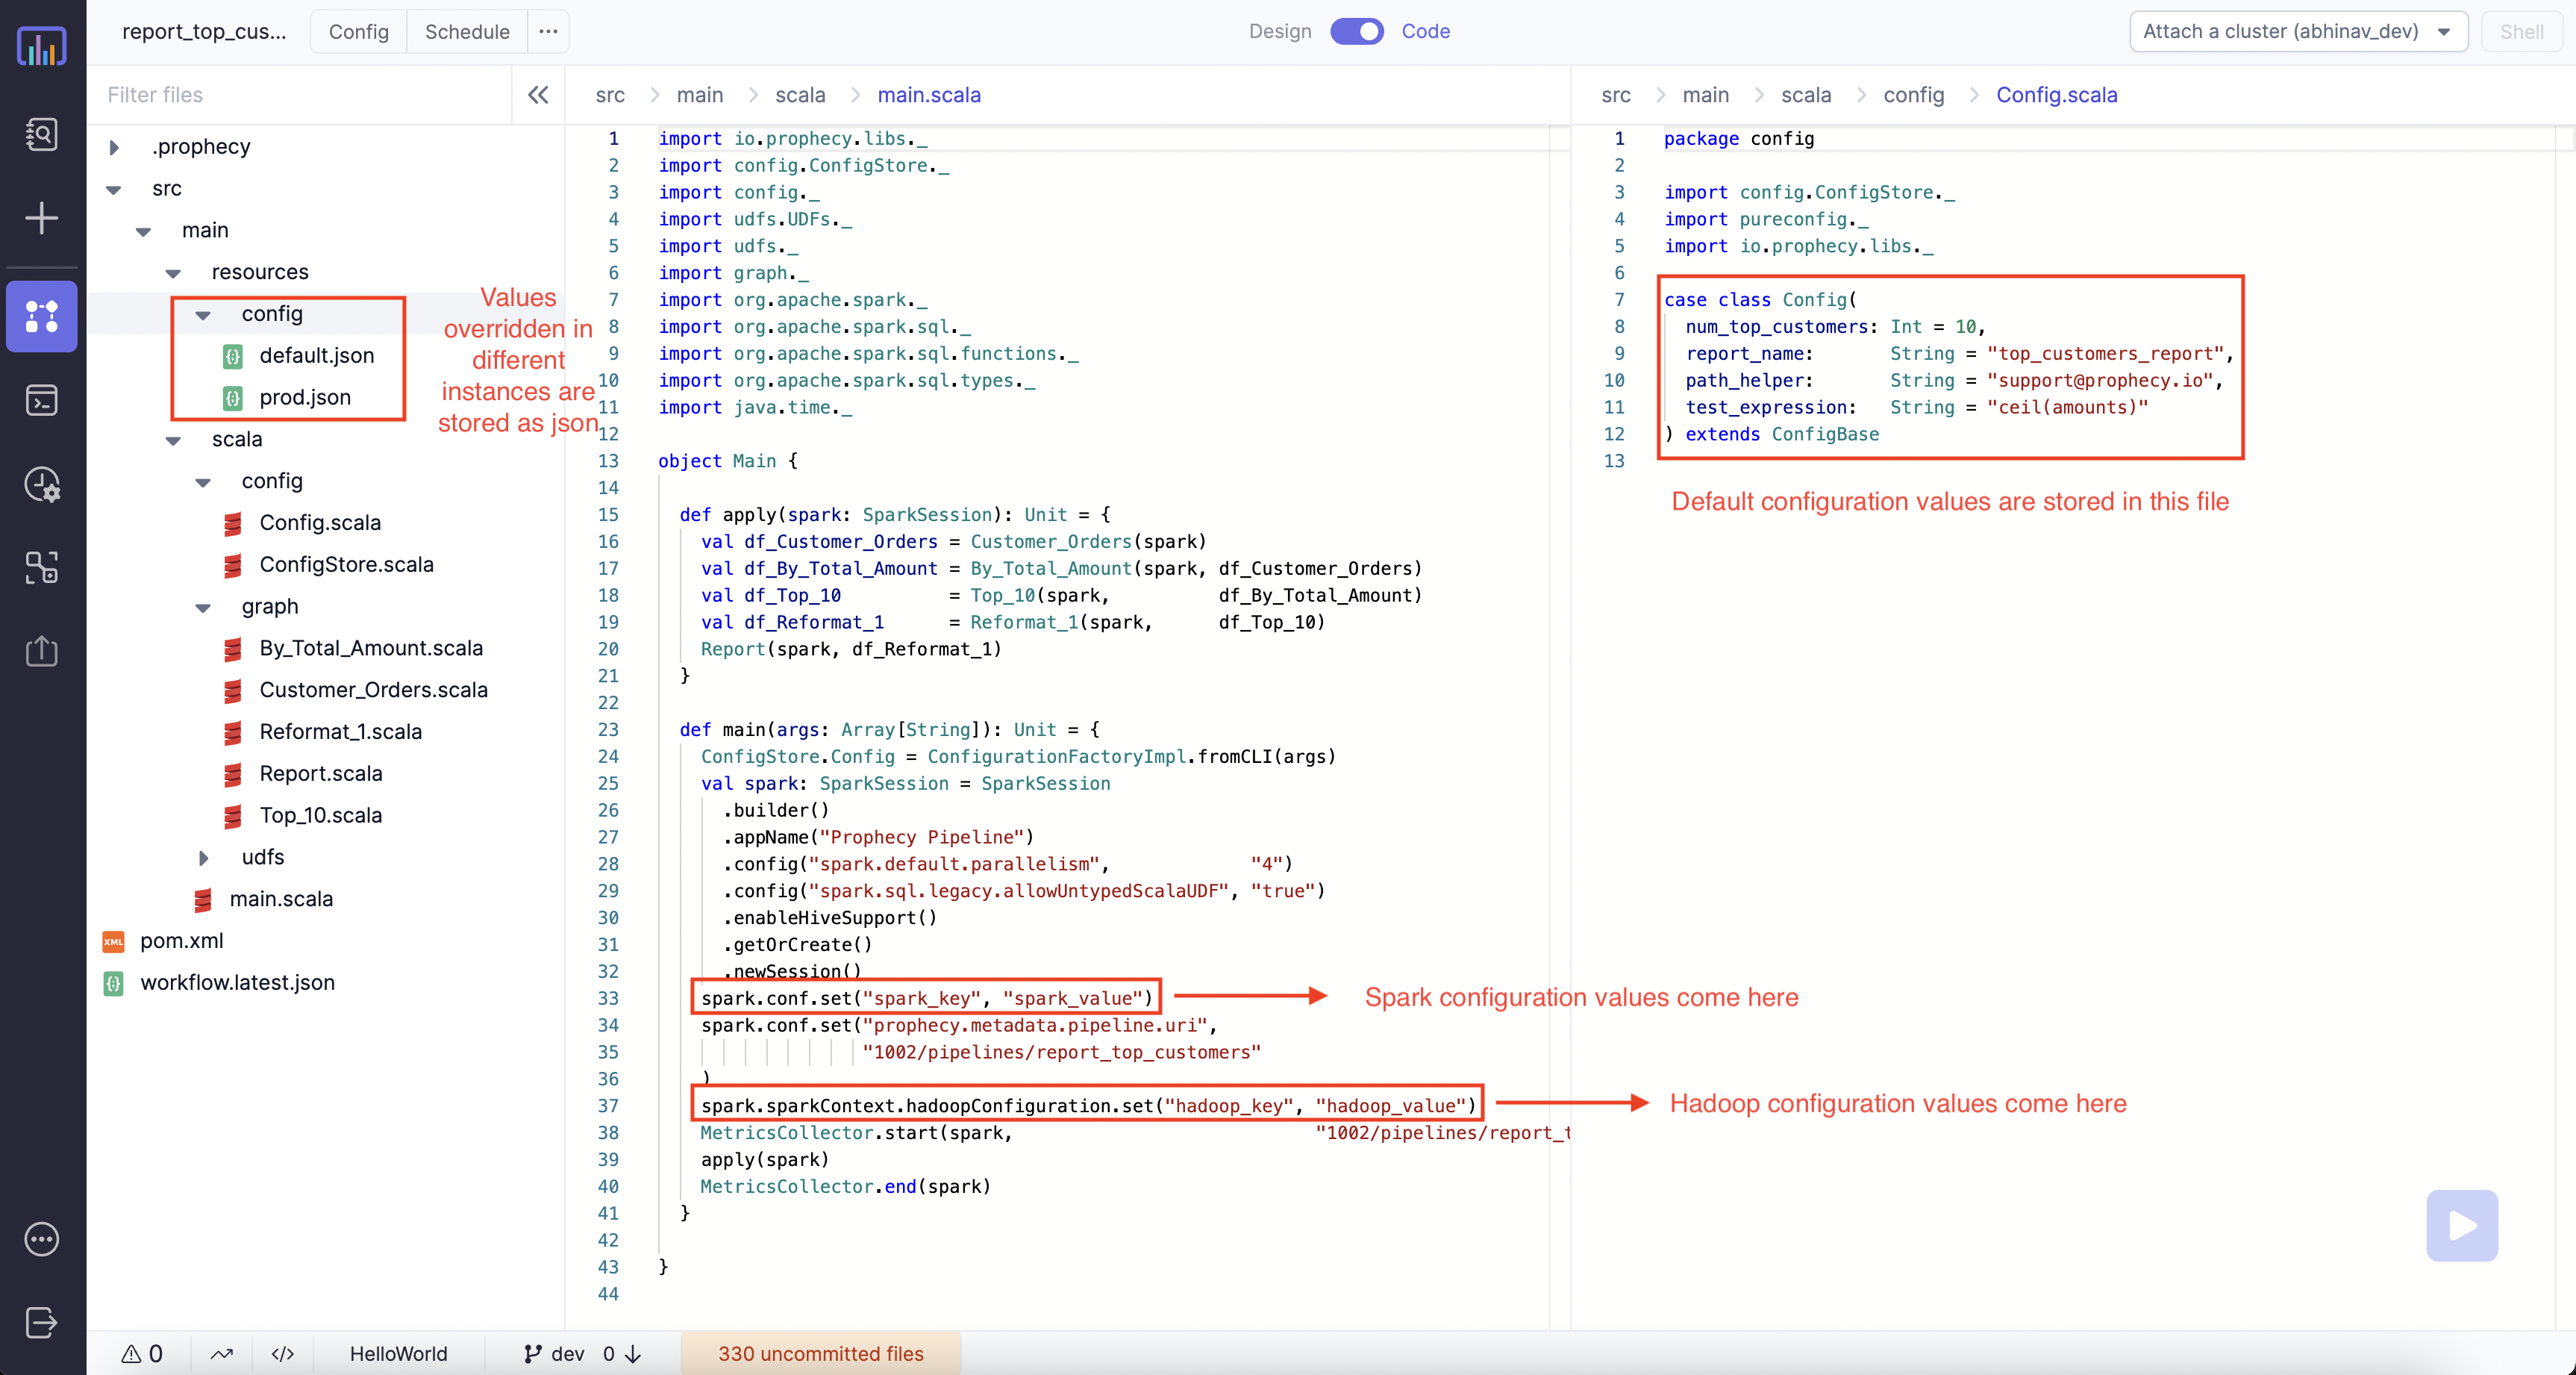 report_top_cus...
Config
Schedule
...
Design
Code
Attach a cluster (abhinav_dev)
Shell
Filter files
.prophecy
src
main
resources
config
default.json
prod.json
scala
config
Config.scala
ConfigStore.scala
graph
By_Total_Amount.scala
Customer_Orders.scala
Reformat_1.scala
Report.scala
Top_10.scala
udfs
main.scala
XML pom.xml
workflow.latest.json
Values
overridden in
different
instances are
stored as json
src > main > scala > main.scala
1 import io.prophecy.libs._
2 import config.ConfigStore._
3 import config._
4 import udfs.UDFs._
5 import udfs._
6 import graph._
7 import org.apache.spark._
8 import org.apache.spark.sql._
9 import org.apache.spark.sql.functions._
10 import org.apache.spark.sql.types._
11 import java.time._
12
13 object Main {
14
15 def apply(spark: SparkSession): Unit = {
16 val df_Customer_Orders = Customer_Orders(spark)
17 val df_By_Total_Amount = By_Total_Amount(spark, df_Customer_Orders)
18 val df_Top_10 = Top_10(spark, df_By_Total_Amount)
19 val df_Reformat_1 = Reformat_1(spark, df_Top_10)
20 Report(spark, df_Reformat_1)
21 }
22
23 def main(args: Array[String]): Unit = {
24 ConfigStore.Config = ConfigurationFactoryImpl.fromCLI(args)
25 val spark: SparkSession = SparkSession
26 .builder()
27 .appName("Prophecy Pipeline")
28 .config("spark.default.parallelism", "4")
29 .config("spark.sql.legacy.allowUntypedScalaUDF", "true")
30 .enableHiveSupport()
31 .getOrCreate()
32 .newSession()
33 spark.conf.set("spark_key", "spark_value")
34 spark.conf.set("prophecy.metadata.pipeline.uri",
35 "1002/pipelines/report_top_customers"
36 )
37 spark.sparkContext.hadoopConfiguration.set("hadoop_key", "hadoop_value")
38 MetricsCollector.start(spark, "1002/pipelines/report_t
39 apply(spark)
40 MetricsCollector.end(spark)
41 }
42
43 }
44
Spark configuration values come here
Hadoop configuration values come here
src > main > scala > config > Config.scala
1 package config
2
3 import config.ConfigStore._
4 import pureconfig._
5 import io.prophecy.libs._
6
7 case class Config(
8 num_top_customers: Int = 10,
9 report_name: String = "top_customers_report",
10 path_helper: String = "support@prophecy.io",
11 test_expression: String = "ceil(amounts)"
12 ) extends ConfigBase
13
Default configuration values are stored in this file
0
</>
HelloWorld
dev 0
330 uncommitted files